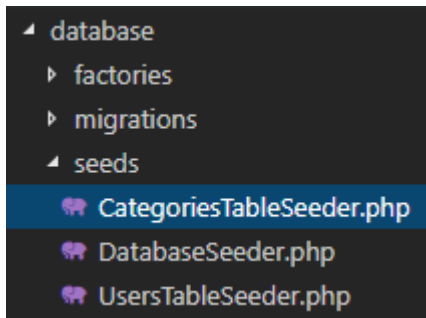 database
factories
migrations
seeds
CategoriesTableSeeder.php
DatabaseSeeder.php
UsersTableSeeder.php